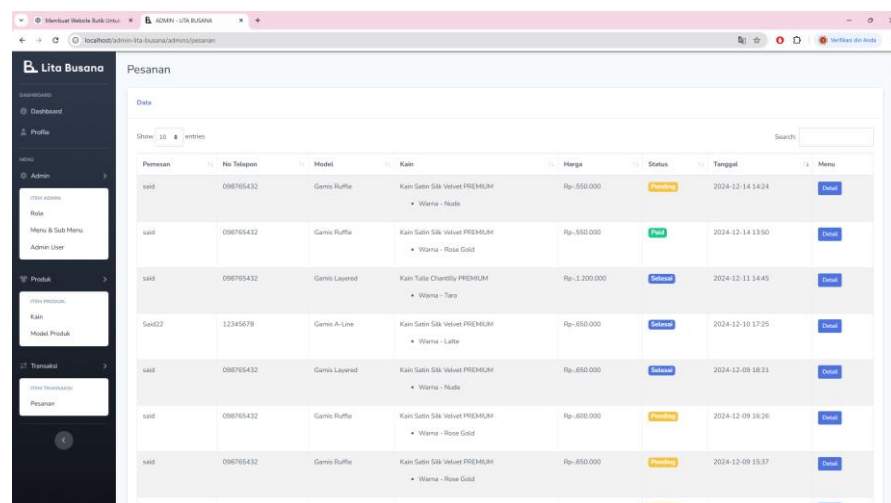 Membuat Website Butik Untuk
ADMIN - LITA BUSANA
localhost/admin-lita-busana/admins/pesanan
Verifikasi diri Anda
Lita Busana
DASHBOARD
Dashboard
Profile
MENU
Admin
ITEM ADMIN:
Role
Menu & Sub Menu
Admin User
Produk
ITEM PRODUK:
Kain
Model Produk
Transaksi
ITEM TRANSAKSI:
Pesanan
Pesanan
Data
Show 10 entries
Search:
Pemesan No Telepon Model Kain Harga Status Tanggal Menu
said 098765432 Gamis Ruffle Kain Satin Silk Velvet PREMIUM Rp-,550.000 Pending 2024-12-14 14:24 Detail
• Warna - Nude
said 098765432 Gamis Ruffle Kain Satin Silk Velvet PREMIUM Rp-,550.000 Paid 2024-12-14 13:50 Detail
• Warna - Rose Gold
said 098765432 Gamis Layered Kain Tulle Chantilly PREMIUM Rp-,1.200.000 Selesai 2024-12-11 14:45 Detail
• Warna - Taro
Said22 12345678 Gamis A-Line Kain Satin Silk Velvet PREMIUM Rp-,650.000 Selesai 2024-12-10 17:25 Detail
• Warna - Latte
said 098765432 Gamis Layered Kain Satin Silk Velvet PREMIUM Rp-,650.000 Selesai 2024-12-09 18:31 Detail
• Warna - Nude
said 098765432 Gamis Ruffle Kain Satin Silk Velvet PREMIUM Rp-,600.000 Pending 2024-12-09 16:26 Detail
• Warna - Rose Gold
said 098765432 Gamis Ruffle Kain Satin Silk Velvet PREMIUM Rp-,650.000 Pending 2024-12-09 15:37 Detail
• Warna - Rose Gold